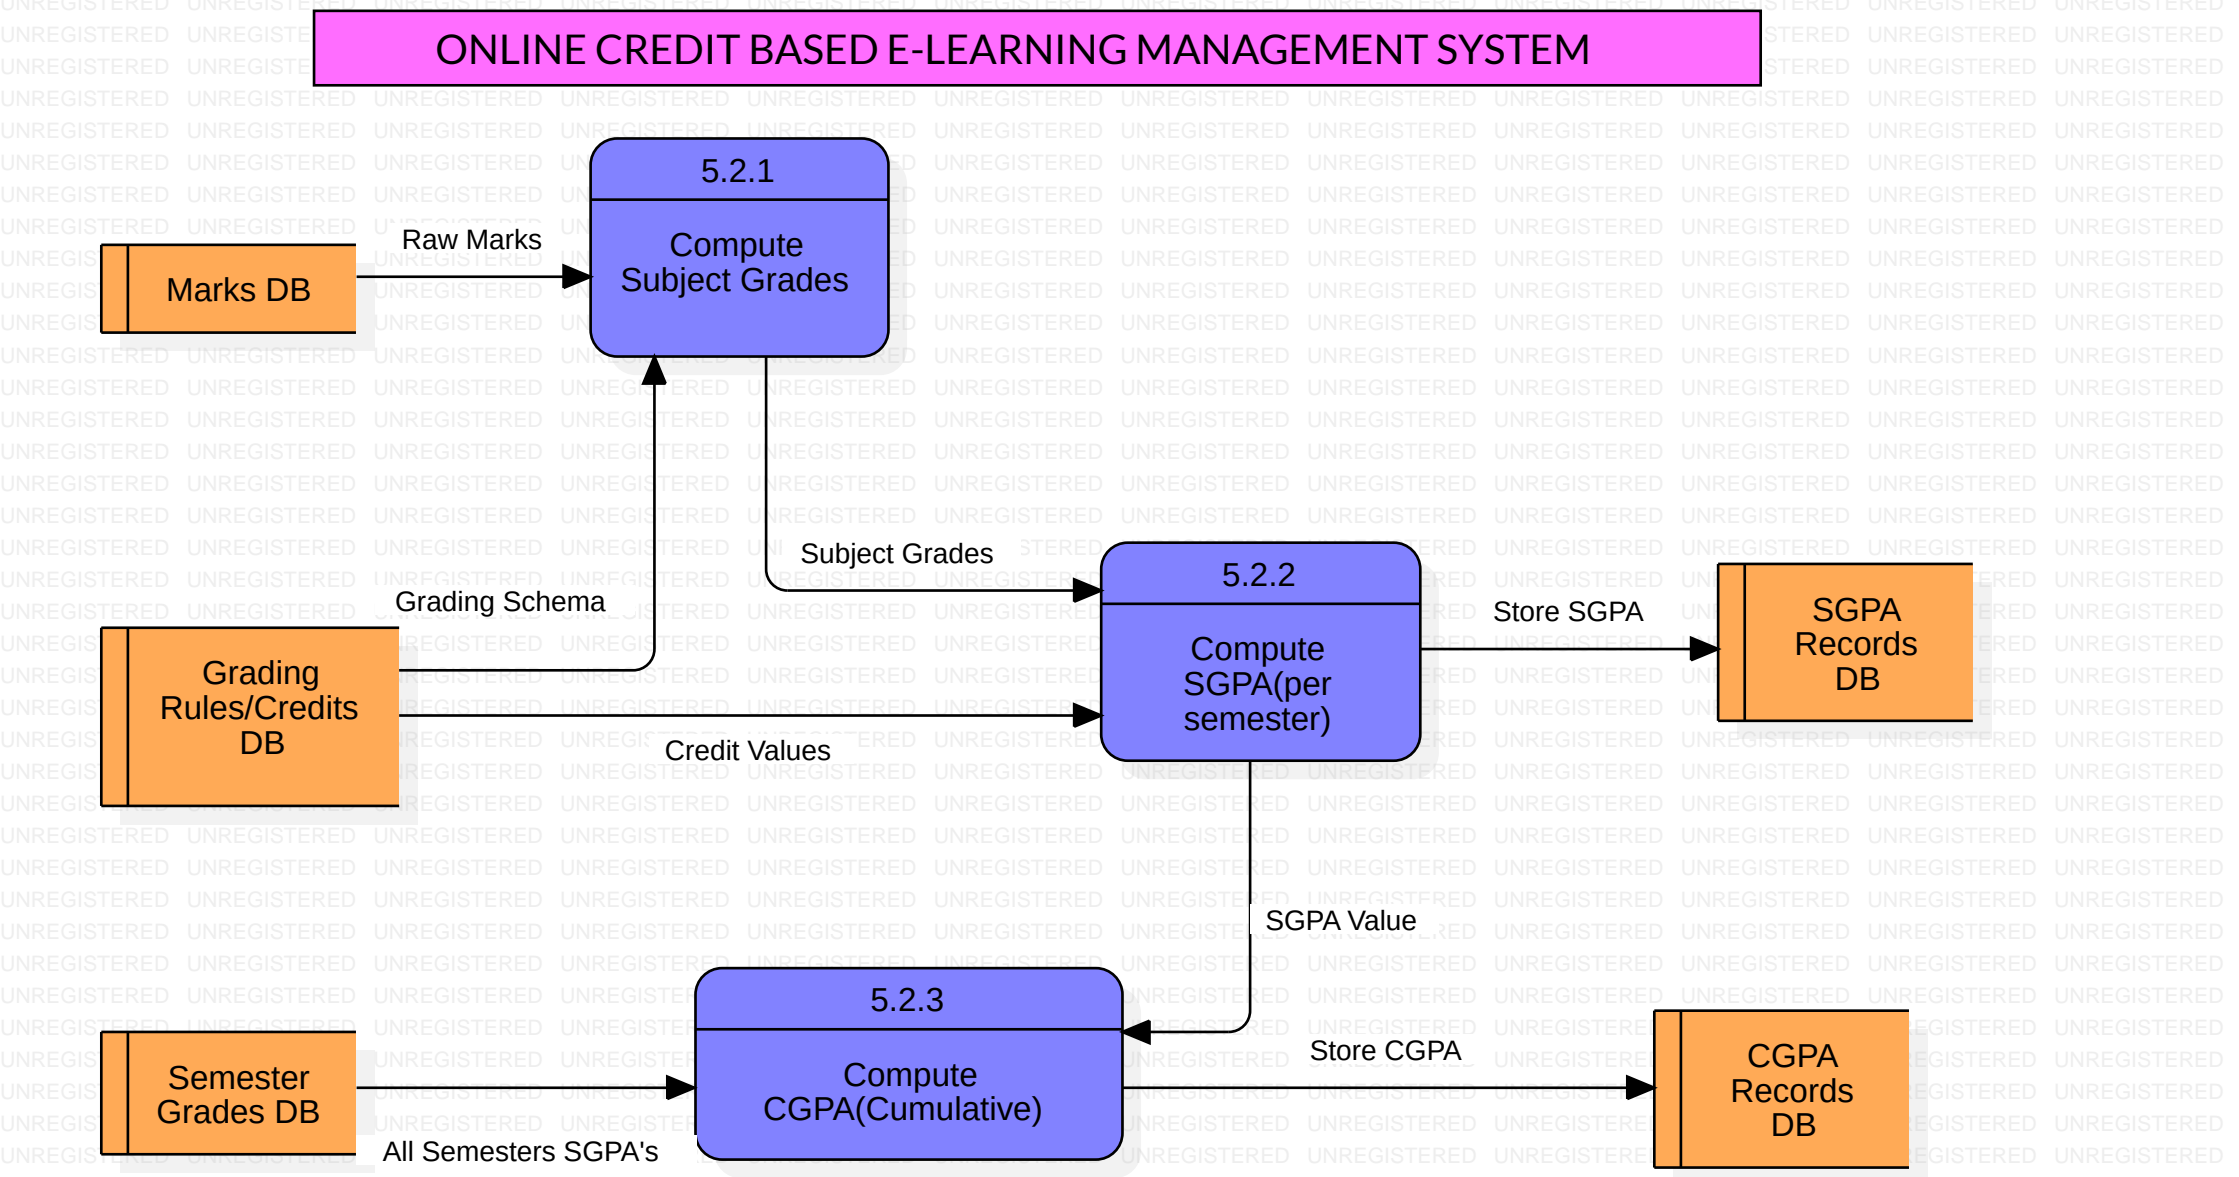 ONLINE CREDIT BASED E-LEARNING MANAGEMENT SYSTEM
5.2.1
Compute
Subject Grades
Raw Marks
Marks DB
Subject Grades
Grading Schema
Grading
Rules/Credits
DB
Credit Values
5.2.2
Compute
SGPA(per
semester)
Store SGPA
SGPA
Records
DB
SGPA Value
5.2.3
Compute
CGPA(Cumulative)
Semester
Grades DB
All Semesters SGPA's
Store CGPA
CGPA
Records
DB
UNREGISTERED